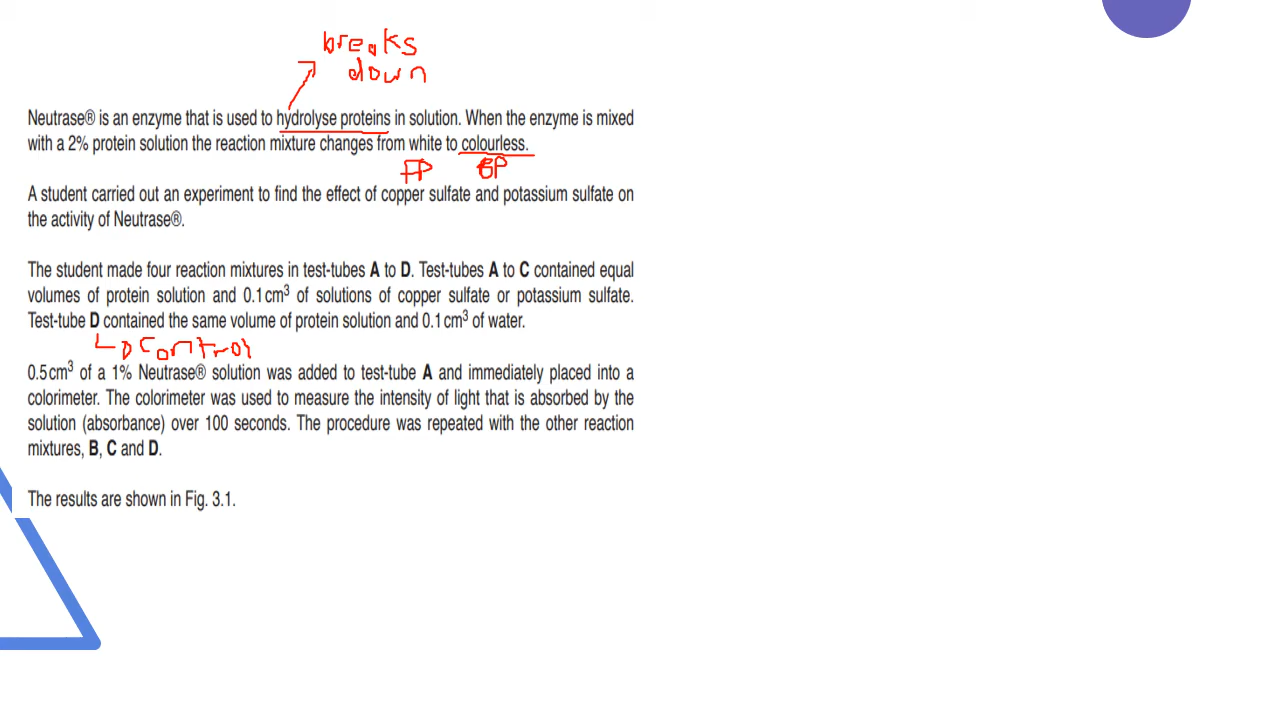 breaks
down
Neutrase® is an enzyme that is used to hydrolyse proteins in solution. When the enzyme is mixed
with a 2% protein solution the reaction mixture changes from white to colourless.
A student carried out an experiment to find the effect of copper sulfate and potassium sulfate on
the activity of Neutrase®.
The student made four reaction mixtures in test-tubes A to D. Test-tubes A to C contained equal
volumes of protein solution and 0.1 cm³ of solutions of copper sulfate or potassium sulfate.
Test-tube D contained the same volume of protein solution and 0.1 cm³ of water.
Control
0.5 cm³ of a 1% Neutrase® solution was added to test-tube A and immediately placed into a
colorimeter. The colorimeter was used to measure the intensity of light that is absorbed by the
solution (absorbance) over 100 seconds. The procedure was repeated with the other reaction
mixtures, B, C and D.
The results are shown in Fig. 3.1.